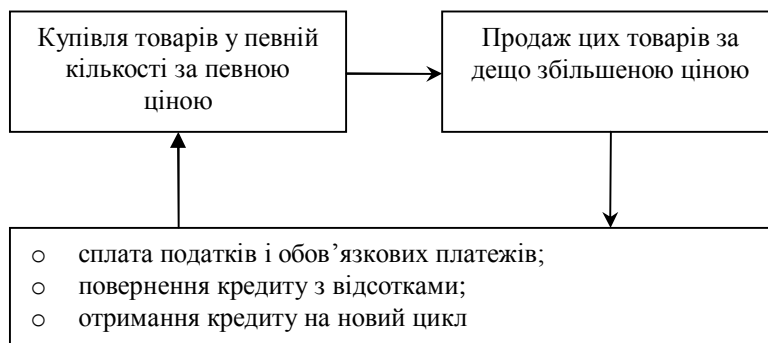 Купівля товарів у певній
кількості за певною
ціною
Продаж цих товарів за
дещо збільшеною ціною
o сплата податків і обов’язкових платежів;
o повернення кредиту з відсотками;
o отримання кредиту на новий цикл